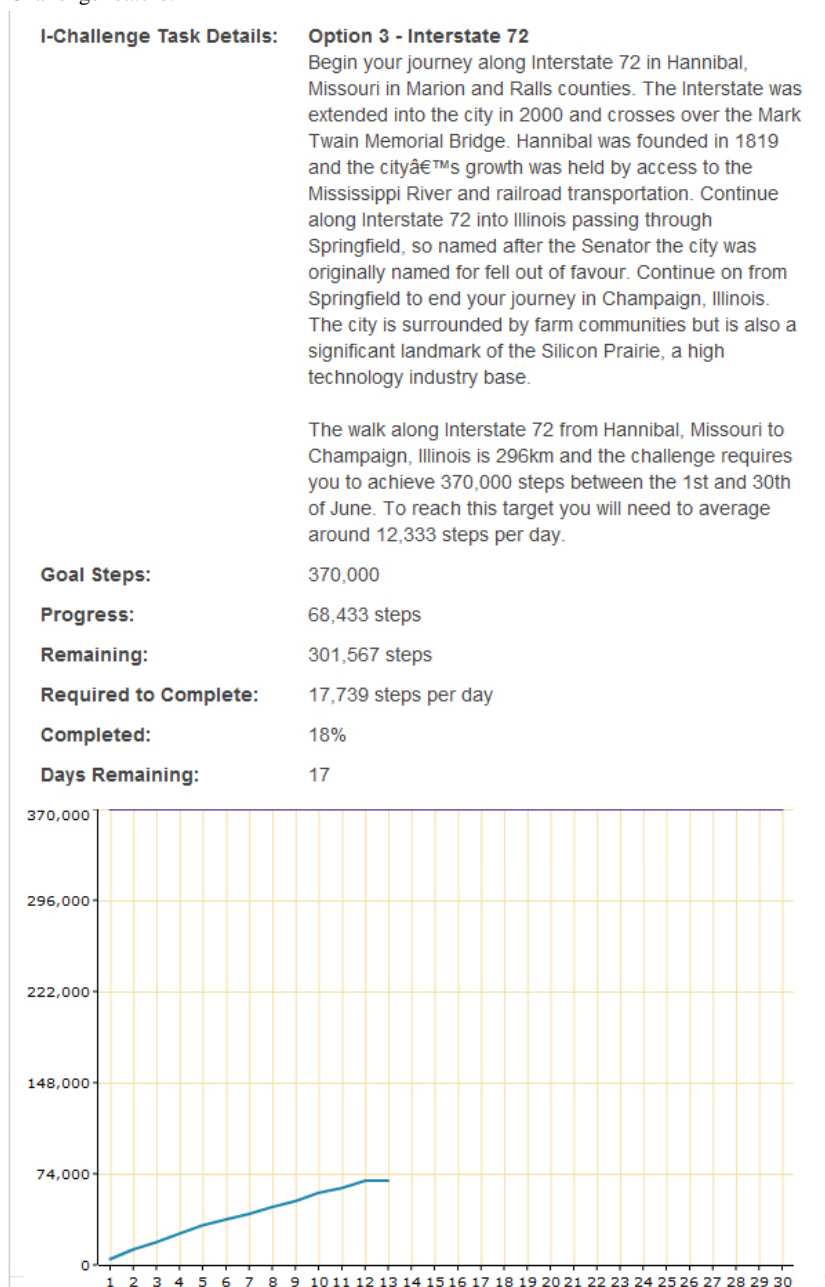 I-Challenge Task Details: Option 3 - Interstate 72
Begin your journey along Interstate 72 in Hannibal,
Missouri in Marion and Ralls counties. The Interstate was
extended into the city in 2000 and crosses over the Mark
Twain Memorial Bridge. Hannibal was founded in 1819
and the cityâ€™s growth was held by access to the
Mississippi River and railroad transportation. Continue
along Interstate 72 into Illinois passing through
Springfield, so named after the Senator the city was
originally named for fell out of favour. Continue on from
Springfield to end your journey in Champaign, Illinois.
The city is surrounded by farm communities but is also a
significant landmark of the Silicon Prairie, a high
technology industry base.
The walk along Interstate 72 from Hannibal, Missouri to
Champaign, Illinois is 296km and the challenge requires
you to achieve 370,000 steps between the 1st and 30th
of June. To reach this target you will need to average
around 12,333 steps per day.
Goal Steps: 370,000
Progress: 68,433 steps
Remaining: 301,567 steps
Required to Complete: 17,739 steps per day
Completed: 18%
Days Remaining: 17
370,000
296,000
222,000
148,000
74,000
0
1 2 3 4 5 6 7 8 9 10 11 12 13 14 15 16 17 18 19 20 21 22 23 24 25 26 27 28 29 30